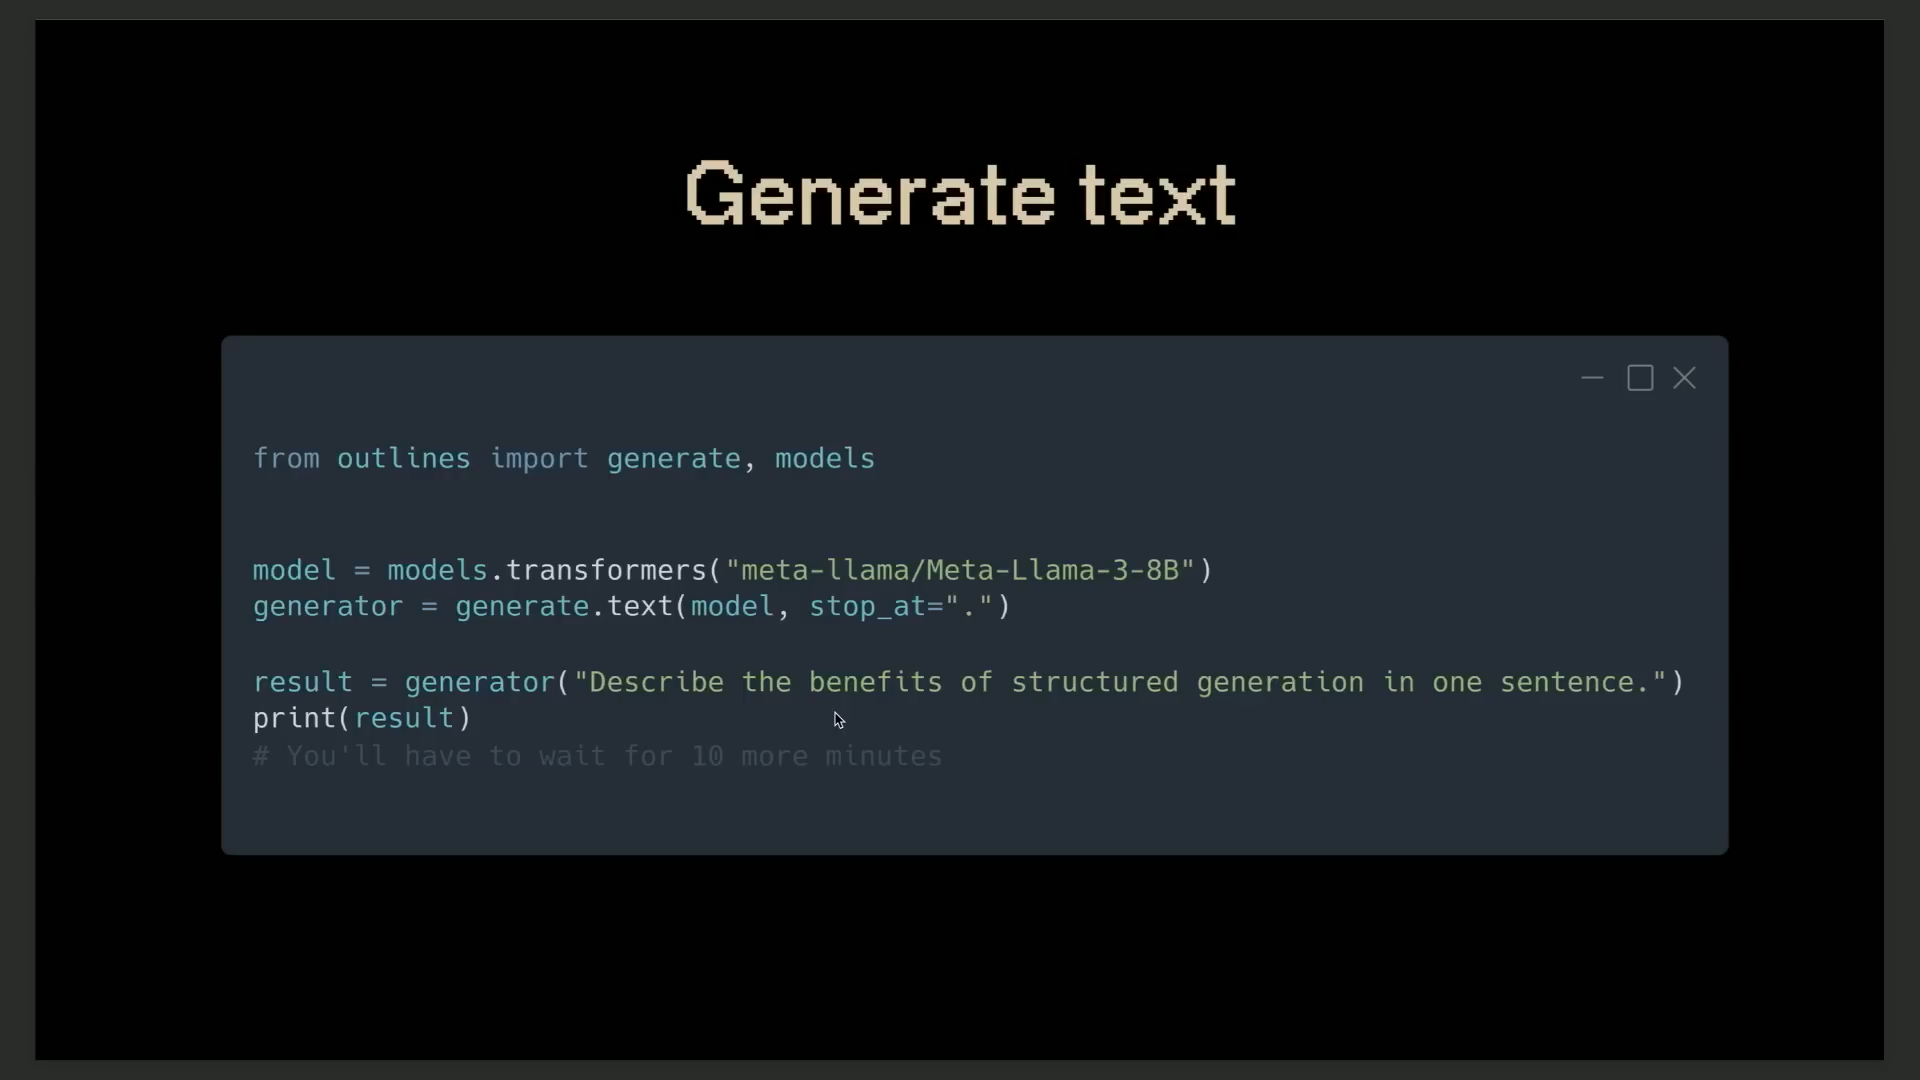 Generate text
from outlines import generate, models
model = models.transformers("meta-llama/Meta-Llama-3-8B")
generator = generate.text(model, stop_at=".")
result = generator("Describe the benefits of structured generation in one sentence.")
print(result)
# You'll have to wait for 10 more minutes